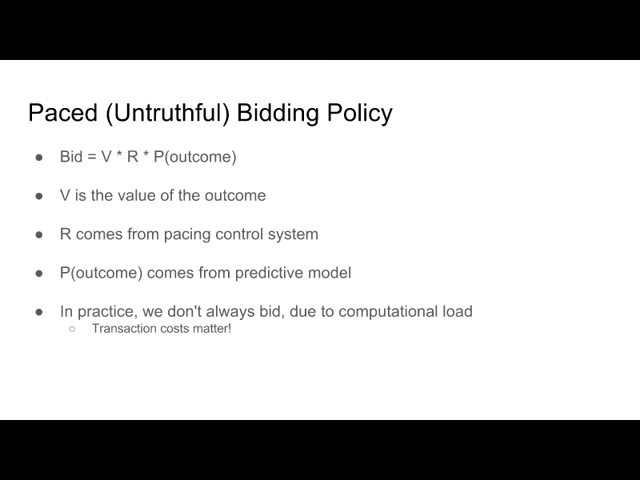 Paced (Untruthful) Bidding Policy
● Bid = V * R * P(outcome)
● V is the value of the outcome
● R comes from pacing control system
● P(outcome) comes from predictive model
● In practice, we don't always bid, due to computational load
○ Transaction costs matter!